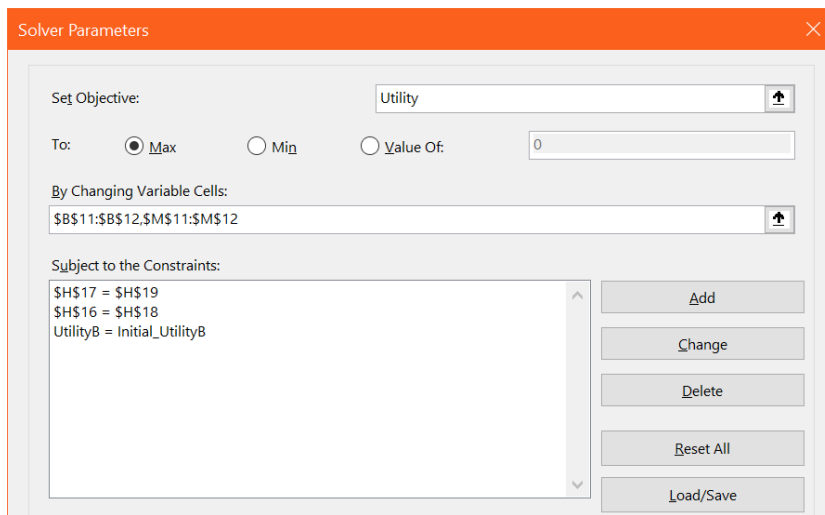 Solver Parameters
Set Objective:
Utility
To:
Max
Min
Value Of:
0
By Changing Variable Cells:
$B$11:$B$12,$M$11:$M$12
Subject to the Constraints:
$H$17 = $H$19
$H$16 = $H$18
UtilityB = Initial_UtilityB
Add
Change
Delete
Reset All
Load/Save